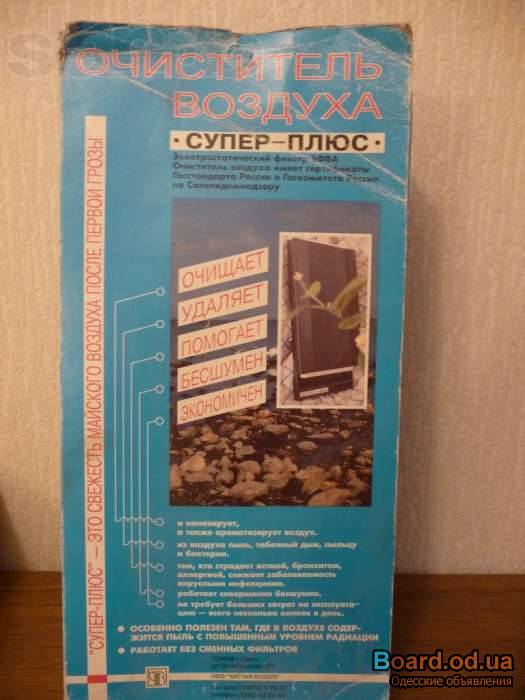 ОЧИСТИТЕЛЬ
ВОЗДУХА
• СУПЕР–ПЛЮС •
Электростатический фильтр ЭФВА
Очиститель воздуха имеет сертификаты
Госстандарта России и Госкомитета России
по Санэпидемнадзору
"СУПЕР-ПЛЮС" – ЭТО СВЕЖЕСТЬ МАЙСКОГО ВОЗДУХА ПОСЛЕ ПЕРВОЙ ГРОЗЫ
ОЧИЩАЕТ
УДАЛЯЕТ
ПОМОГАЕТ
БЕСШУМЕН
ЭКОНОМИЧЕН
и ионизирует,
а также ароматизирует воздух.
из воздуха пыль, табачный дым, пыльцу
и бактерии.
тем, кто страдает астмой, бронхитом,
аллергией, снижает заболеваемость
вирусными инфекциями.
работает совершенно бесшумно.
не требует больших затрат на эксплуата-
цию – всего несколько копеек в день.
• ОСОБЕННО ПОЛЕЗЕН ТАМ, ГДЕ В ВОЗДУХЕ СОДЕР-
ЖИТСЯ ПЫЛЬ С ПОВЫШЕННЫМ УРОВНЕМ РАДИАЦИИ
• РАБОТАЕТ БЕЗ СМЕННЫХ ФИЛЬТРОВ
ООО "ЧИСТЫЙ ВОЗДУХ"
Board.od.ua
Одесские объявления